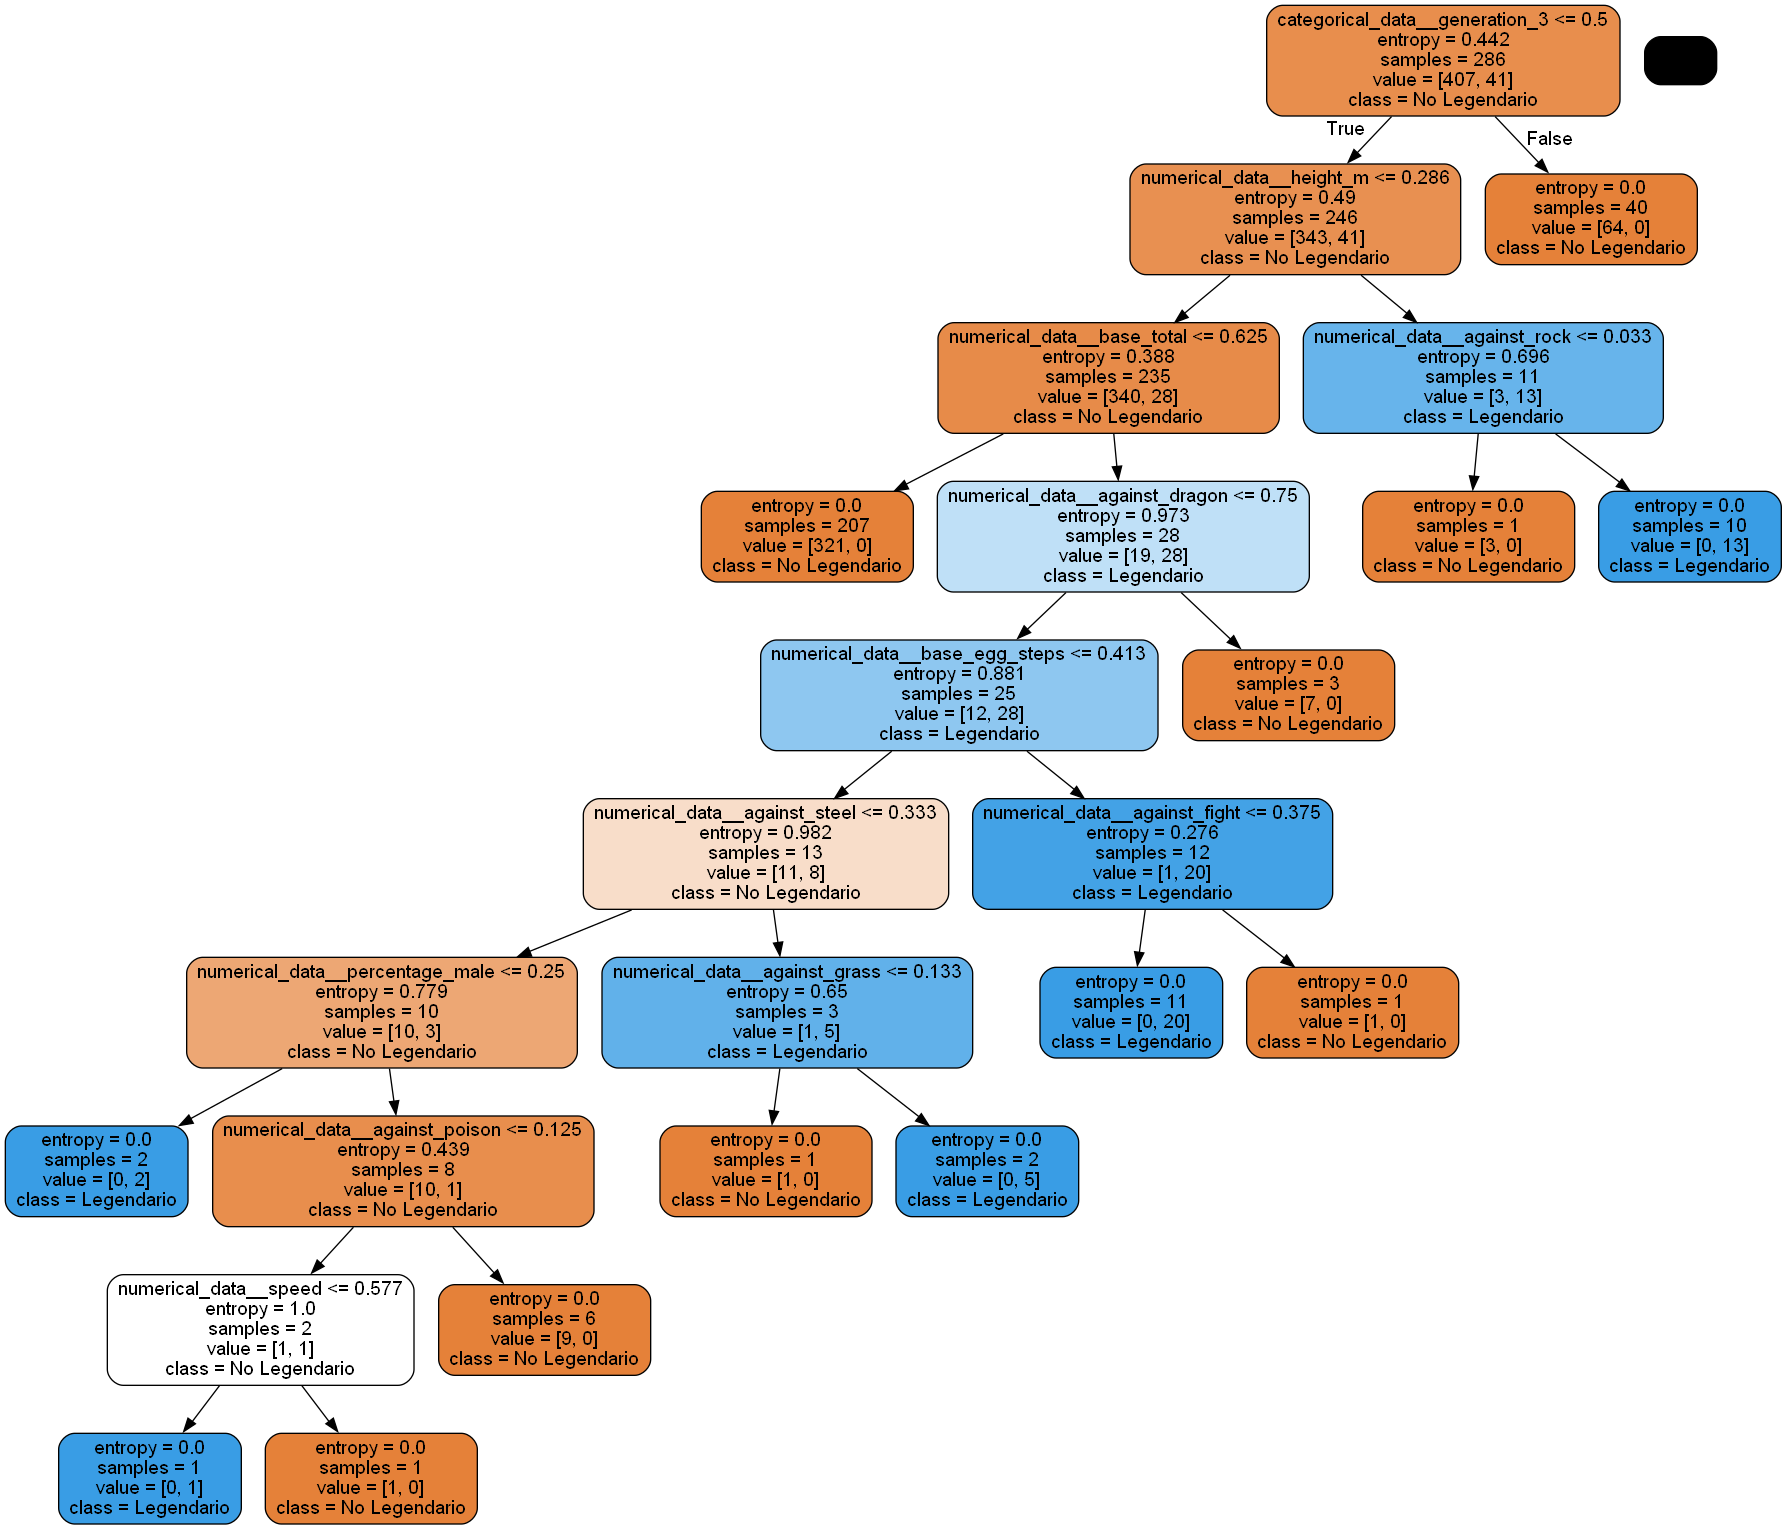 categorical_data__generation_3 <= 0.5
entropy = 0.442
samples = 286
value = [407, 41]
class = No Legendario
True
False
numerical_data__height_m <= 0.286
entropy = 0.49
samples = 246
value = [343, 41]
class = No Legendario
entropy = 0.0
samples = 40
value = [64, 0]
class = No Legendario
numerical_data__base_total <= 0.625
entropy = 0.388
samples = 235
value = [340, 28]
class = No Legendario
numerical_data__against_rock <= 0.033
entropy = 0.696
samples = 11
value = [3, 13]
class = Legendario
entropy = 0.0
samples = 207
value = [321, 0]
class = No Legendario
numerical_data__against_dragon <= 0.75
entropy = 0.973
samples = 28
value = [19, 28]
class = Legendario
entropy = 0.0
samples = 1
value = [3, 0]
class = No Legendario
entropy = 0.0
samples = 10
value = [0, 13]
class = Legendario
numerical_data__base_egg_steps <= 0.413
entropy = 0.881
samples = 25
value = [12, 28]
class = Legendario
entropy = 0.0
samples = 3
value = [7, 0]
class = No Legendario
numerical_data__against_steel <= 0.333
entropy = 0.982
samples = 13
value = [11, 8]
class = No Legendario
numerical_data__against_fight <= 0.375
entropy = 0.276
samples = 12
value = [1, 20]
class = Legendario
numerical_data__percentage_male <= 0.25
entropy = 0.779
samples = 10
value = [10, 3]
class = No Legendario
numerical_data__against_grass <= 0.133
entropy = 0.65
samples = 3
value = [1, 5]
class = Legendario
entropy = 0.0
samples = 11
value = [0, 20]
class = Legendario
entropy = 0.0
samples = 1
value = [1, 0]
class = No Legendario
entropy = 0.0
samples = 2
value = [0, 2]
class = Legendario
numerical_data__against_poison <= 0.125
entropy = 0.439
samples = 8
value = [10, 1]
class = No Legendario
entropy = 0.0
samples = 1
value = [1, 0]
class = No Legendario
entropy = 0.0
samples = 2
value = [0, 5]
class = Legendario
numerical_data__speed <= 0.577
entropy = 1.0
samples = 2
value = [1, 1]
class = No Legendario
entropy = 0.0
samples = 6
value = [9, 0]
class = No Legendario
entropy = 0.0
samples = 1
value = [0, 1]
class = Legendario
entropy = 0.0
samples = 1
value = [1, 0]
class = No Legendario